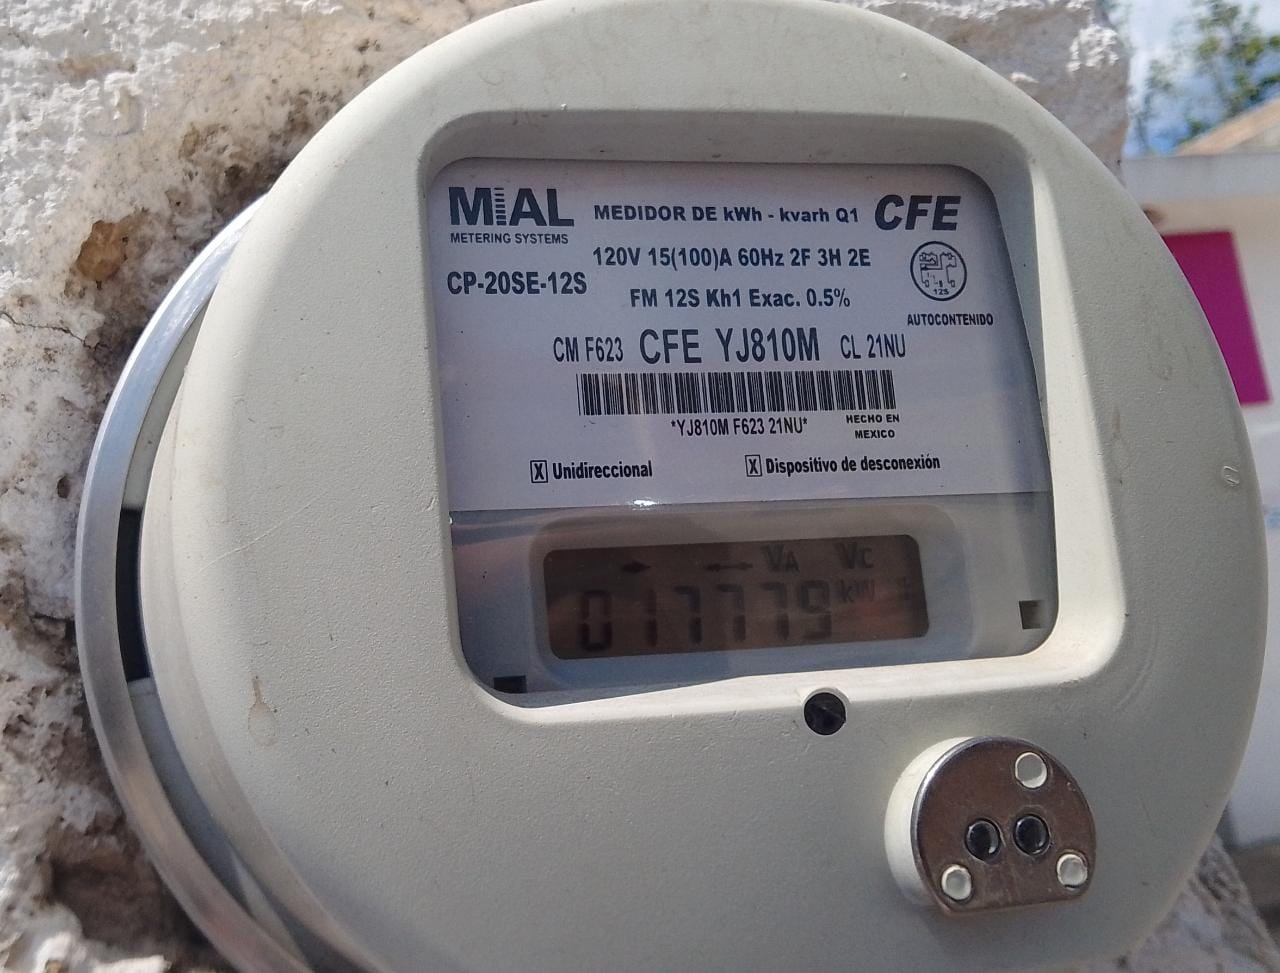 MIAL MEDIDOR DE kWh - kvarh Q1 CFE
METERING SYSTEMS
120V 15(100)A 60Hz 2F 3H 2E
CP-20SE-12S
FM 12S Kh1 Exac. 0.5%
12S
AUTOCONTENIDO
CM F623 CFE YJ810M CL 21NU
*YJ810M F623 21NU*
HECHO EN
MEXICO
X Unidireccional X Dispositivo de desconexión
VA VC
017779 kW